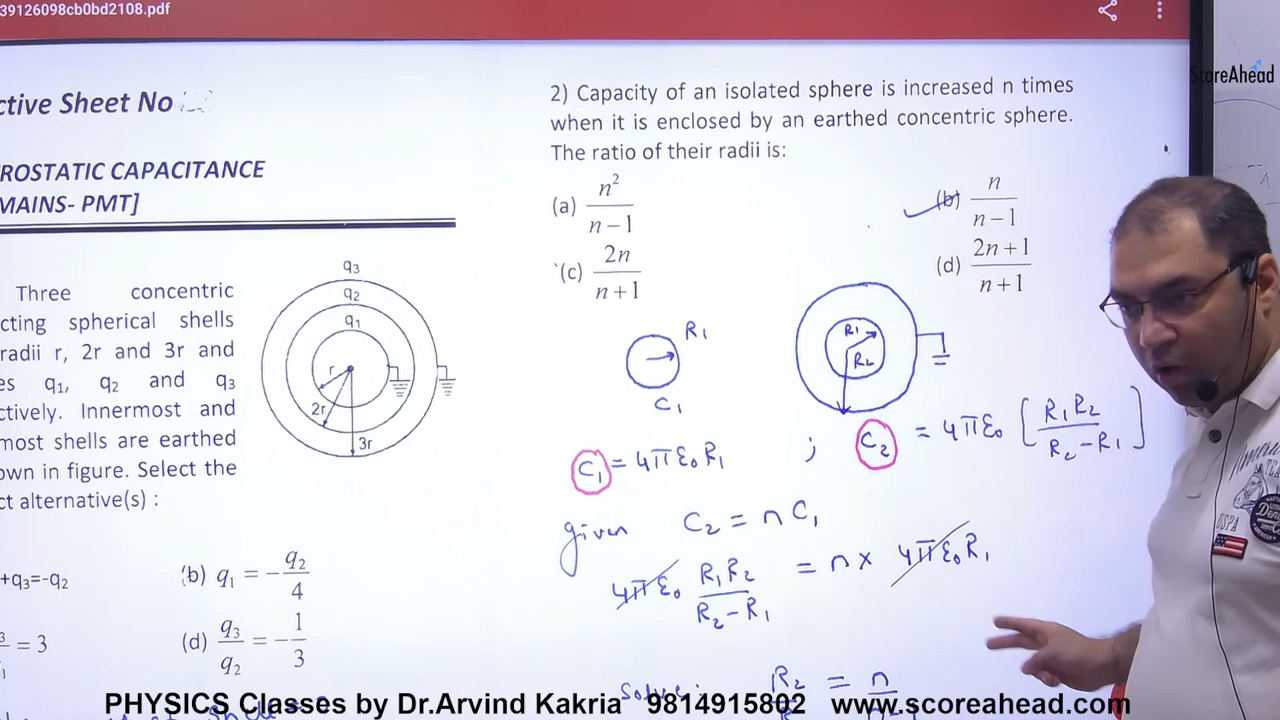 39126098cb0bd2108.pdf
ScoreAhead
ctive Sheet No
ROSTATIC CAPACITANCE
MAINS- PMT]
Three concentric
cting spherical shells
radii r, 2r and 3r and
es q₁, q₂ and q₃
ctively. Innermost and
most shells are earthed
own in figure. Select the
ct alternative(s) :
q₃
q₂
q₁
r
2r
3r
+q₃=-q₂
(b) q₁ = -q₂/4
= 3
(d) q₃/q₂ = -1/3
2) Capacity of an isolated sphere is increased n times
when it is enclosed by an earthed concentric sphere.
The ratio of their radii is:
(a) n²/(n-1)
(b) n/(n-1)
(c) 2n/(n+1)
(d) (2n+1)/(n+1)
R₁
C₁
R₁
R₂
C₁ = 4πε₀R₁ ; C₂ = 4πε₀ [R₁R₂/(R₂-R₁)]
given C₂ = nC₁
4πε₀ R₁R₂/(R₂-R₁) = n× 4πε₀R₁
Solve: R₂ = n
PHYSICS Classes by Dr.Arvind Kakria 9814915802 www.scoreahead.com
USPA